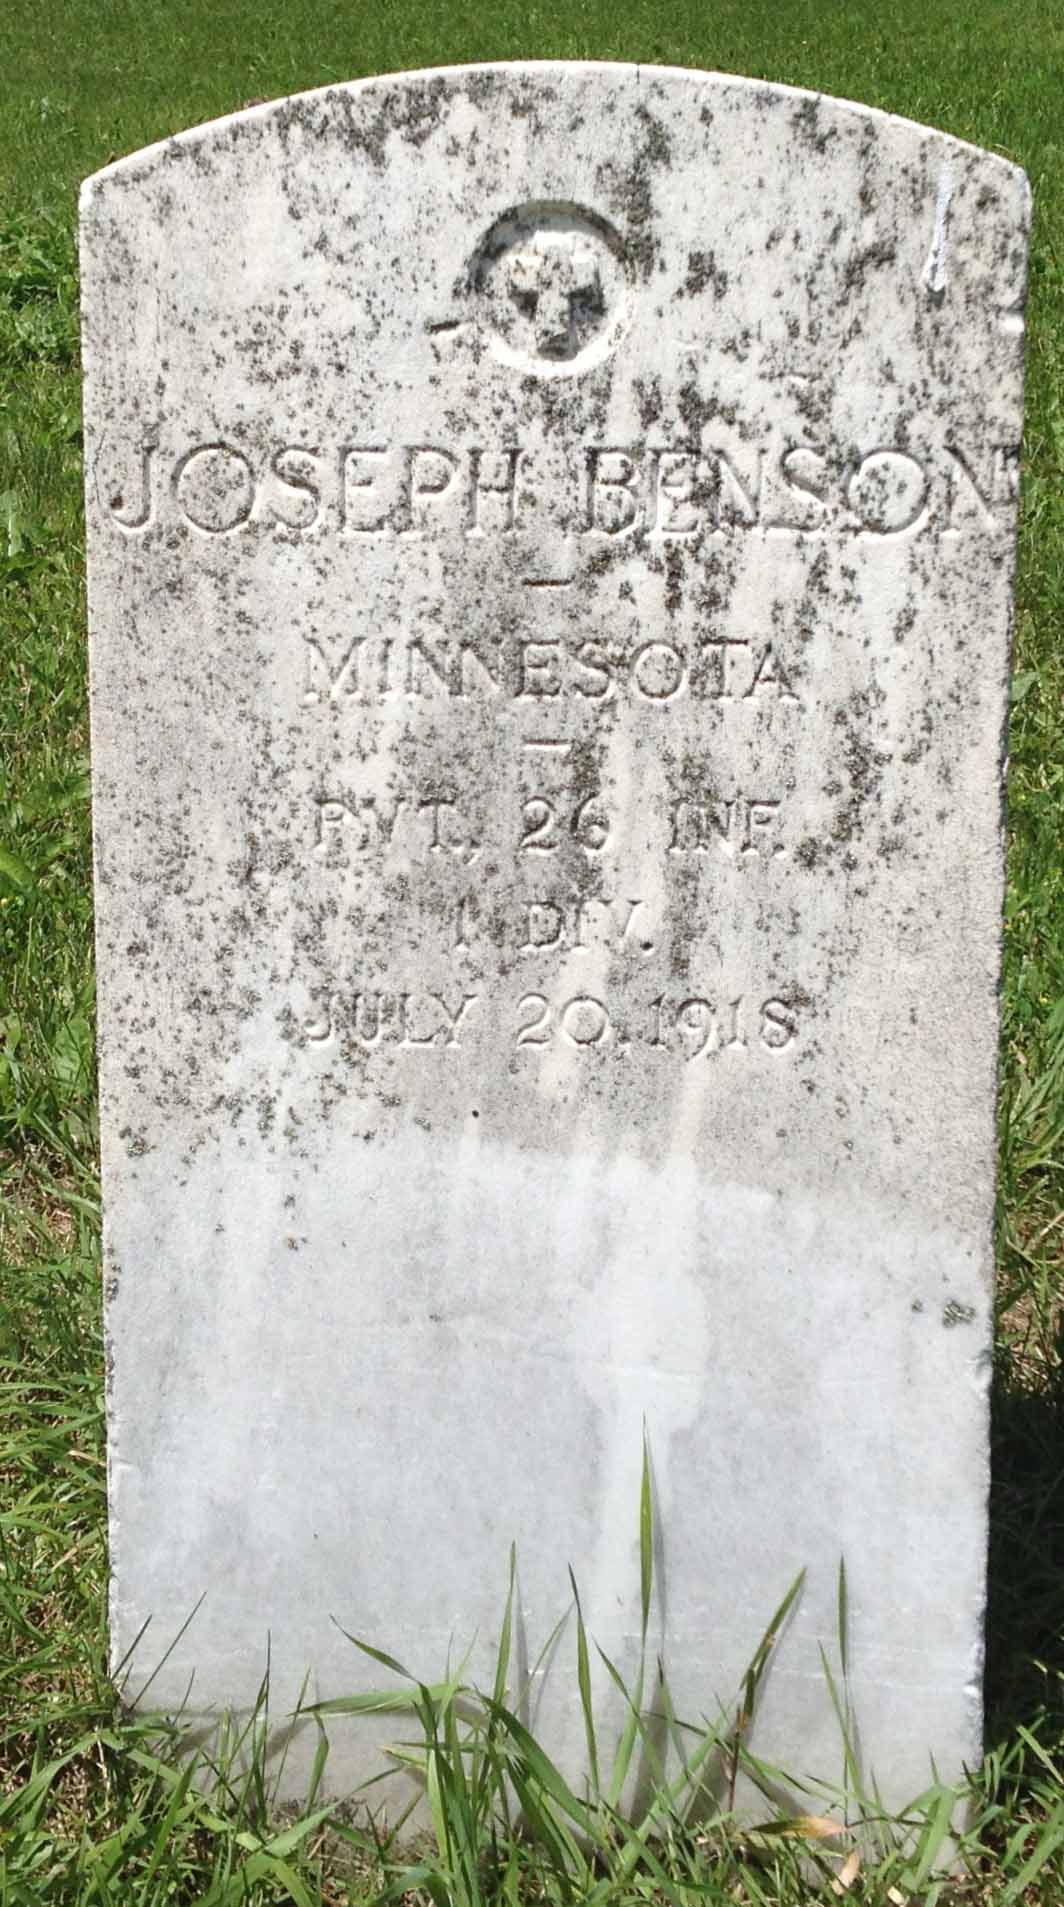 JOSEPH BENSON
—
MINNESOTA
—
PVT., 26 INF.
1 DIV.
JULY 20, 1918